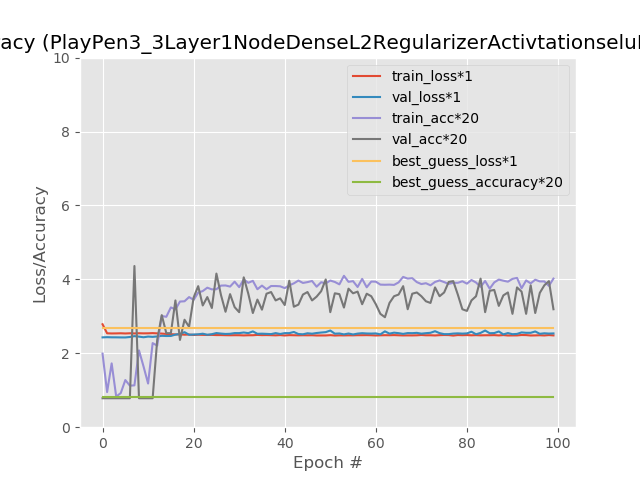 racy (PlayPen3_3Layer1NodeDenseL2RegularizerActivtationselu
10
8
6
4
2
0
Loss/Accuracy
train_loss*1
val_loss*1
train_acc*20
val_acc*20
best_guess_loss*1
best_guess_accuracy*20
0 20 40 60 80 100
Epoch #